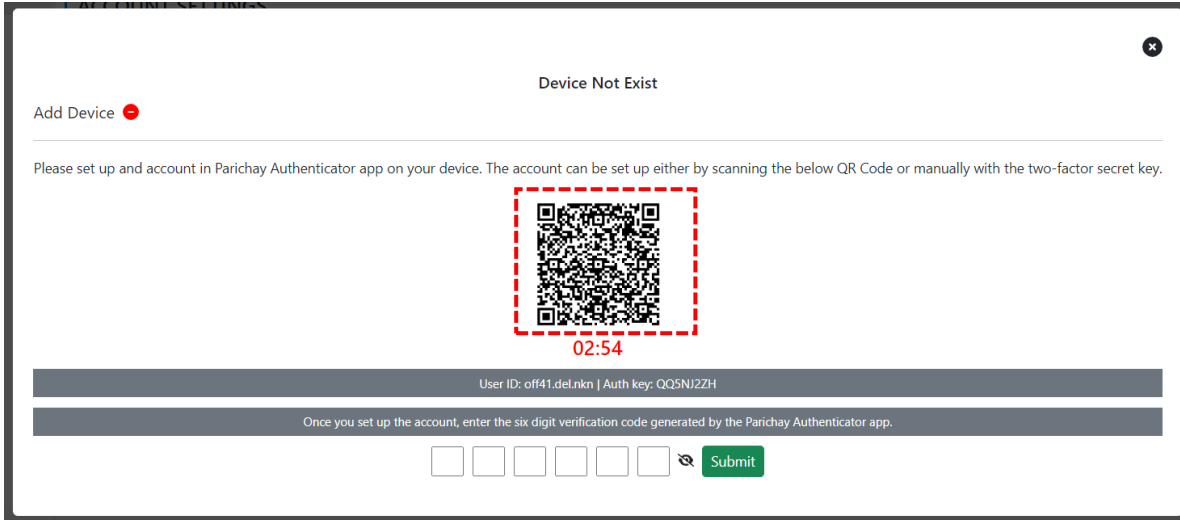 ACCOUNT SETTINGS
Device Not Exist
Add Device
Please set up and account in Parichay Authenticator app on your device. The account can be set up either by scanning the below QR Code or manually with the two-factor secret key.
02:54
User ID: off41.del.nkn | Auth key: QQ5NJ2ZH
Once you set up the account, enter the six digit verification code generated by the Parichay Authenticator app.
Submit